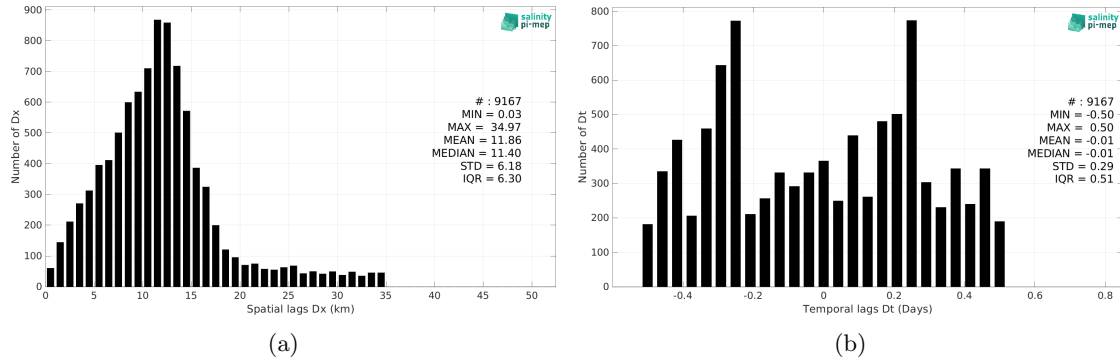 900
800
700
600
500
400
300
200
100
0
Number of Dx
0 5 10 15 20 25 30 35 40 45 50
Spatial lags Dx (km)
salinity
pi-mep
# : 9167
MIN = 0.03
MAX = 34.97
MEAN = 11.86
MEDIAN = 11.40
STD = 6.18
IQR = 6.30
(a)
800
700
600
500
400
300
200
100
0
Number of Dt
-0.4 -0.2 0 0.2 0.4 0.6 0.8
Temporal lags Dt (Days)
salinity
pi-mep
# : 9167
MIN = -0.50
MAX = 0.50
MEAN = -0.01
MEDIAN = -0.01
STD = 0.29
IQR = 0.51
(b)